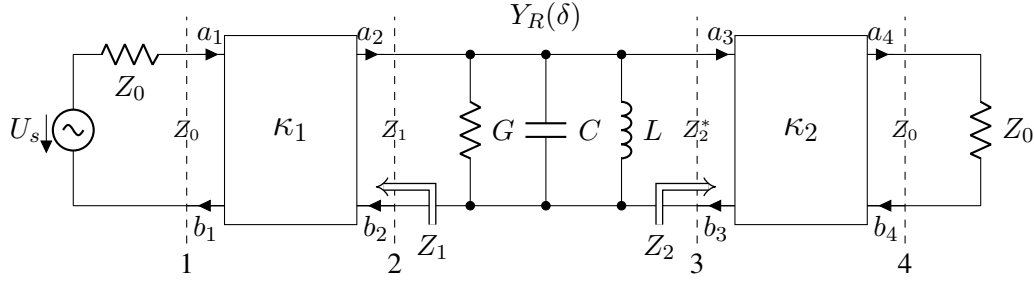 Y_R(δ)
a_1 a_2 a_3 a_4
Z_0
U_s Z_0 κ_1 Z_1 G C L Z_2^* κ_2 Z_0 Z_0
b_1 b_2 Z_1 Z_2 b_3 b_4
1 2 3 4